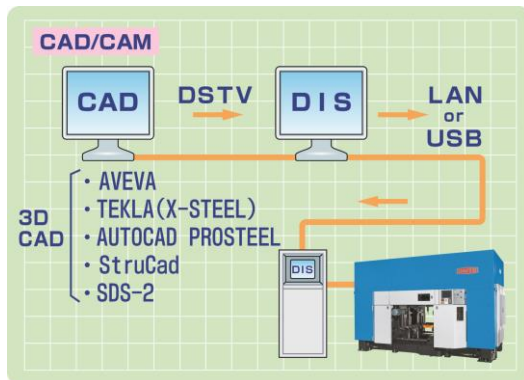 CAD/CAM
CAD
DSTV
DIS
LAN
or
USB
3D
CAD
・AVEVA
・TEKLA(X-STEEL)
・AUTOCAD PROSTEEL
・StruCad
・SDS-2
DIS